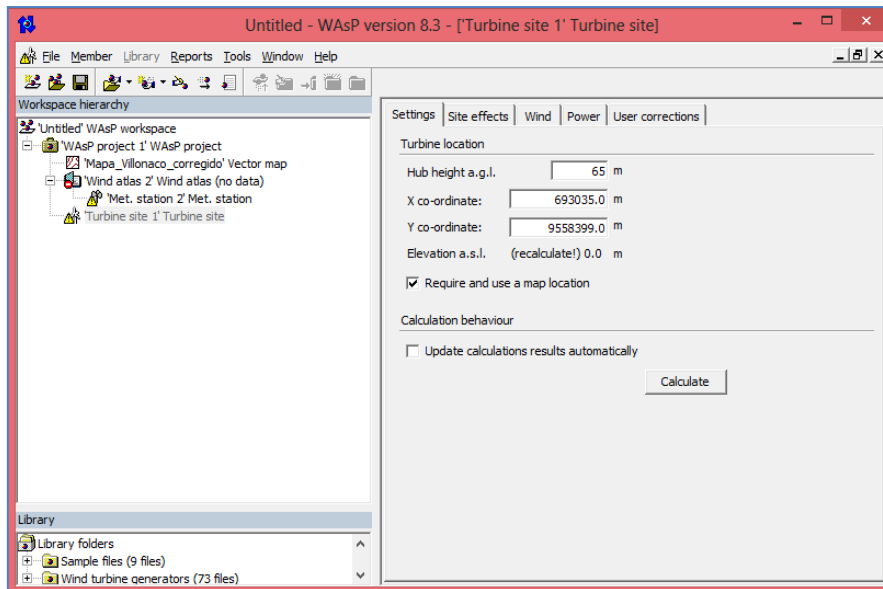 Untitled - WAsP version 8.3 - ['Turbine site 1' Turbine site]
File Member Library Reports Tools Window Help
Workspace hierarchy
'Untitled' WAsP workspace
'WAsP project 1' WAsP project
'Mapa_Villonaco_corregido' Vector map
'Wind atlas 2' Wind atlas (no data)
'Met. station 2' Met. station
'Turbine site 1' Turbine site
Library
Library folders
Sample files (9 files)
Wind turbine generators (73 files)
Settings Site effects Wind Power User corrections
Turbine location
Hub height a.g.l. 65 m
X co-ordinate: 693035.0 m
Y co-ordinate: 9558399.0 m
Elevation a.s.l. (recalculate!) 0.0 m
Require and use a map location
Calculation behaviour
Update calculations results automatically
Calculate